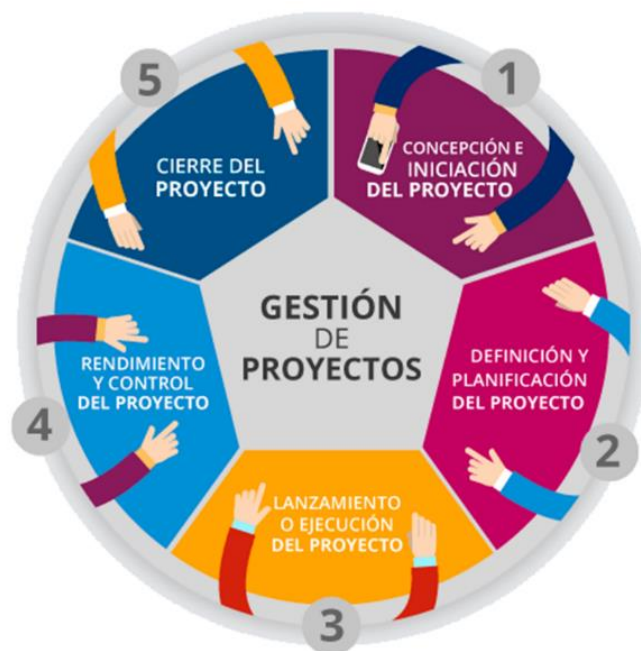 GESTIÓN
DE
PROYECTOS
1
CONCEPCIÓN E
INICIACIÓN
DEL PROYECTO
2
DEFINICIÓN Y
PLANIFICACIÓN
DEL PROYECTO
3
LANZAMIENTO
O EJECUCIÓN
DEL PROYECTO
4
RENDIMIENTO
Y CONTROL
DEL PROYECTO
5
CIERRE DEL
PROYECTO